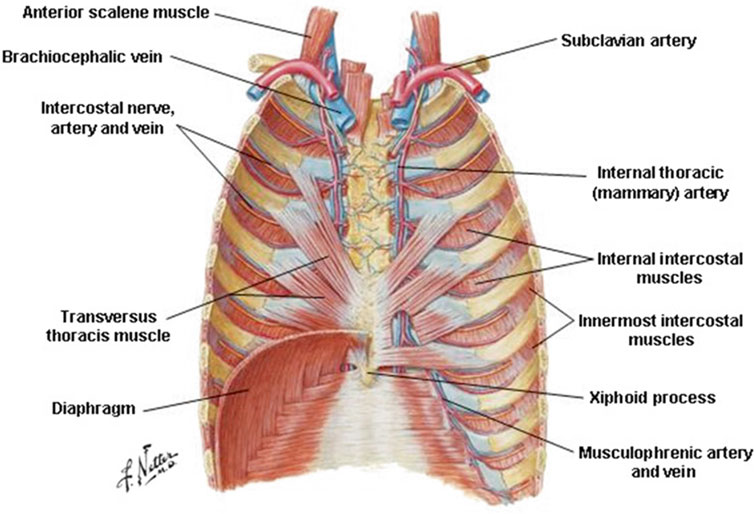 Anterior scalene muscle
Brachiocephalic vein
Intercostal nerve,
artery and vein
Transversus
thoracis muscle
Diaphragm
Subclavian artery
Internal thoracic
(mammary) artery
Internal intercostal
muscles
Innermost intercostal
muscles
Xiphoid process
Musculophrenic artery
and vein
F. Netter
M.D.